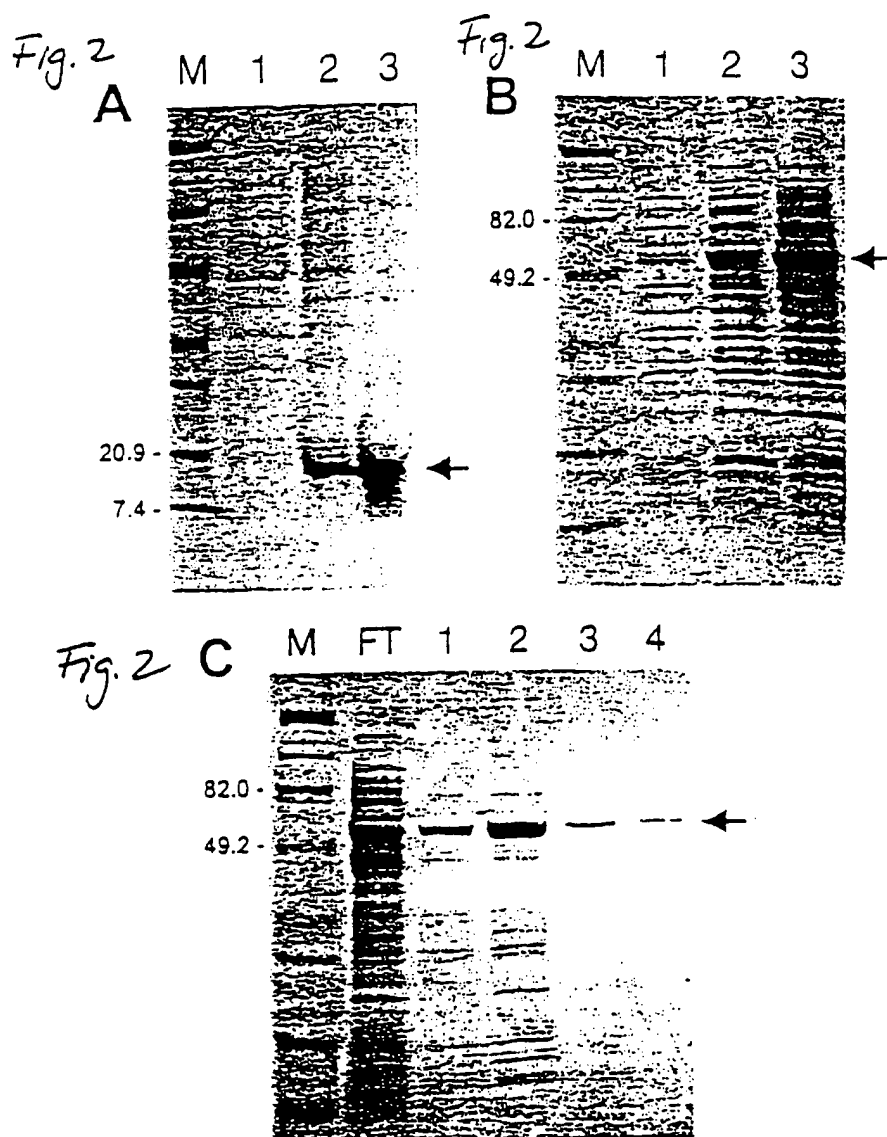 Fig. 2
A
M 1 2 3
20.9 -
7.4 -
Fig. 2
B
M 1 2 3
82.0 -
49.2 -
Fig. 2 C
M FT 1 2 3 4
82.0 -
49.2 -